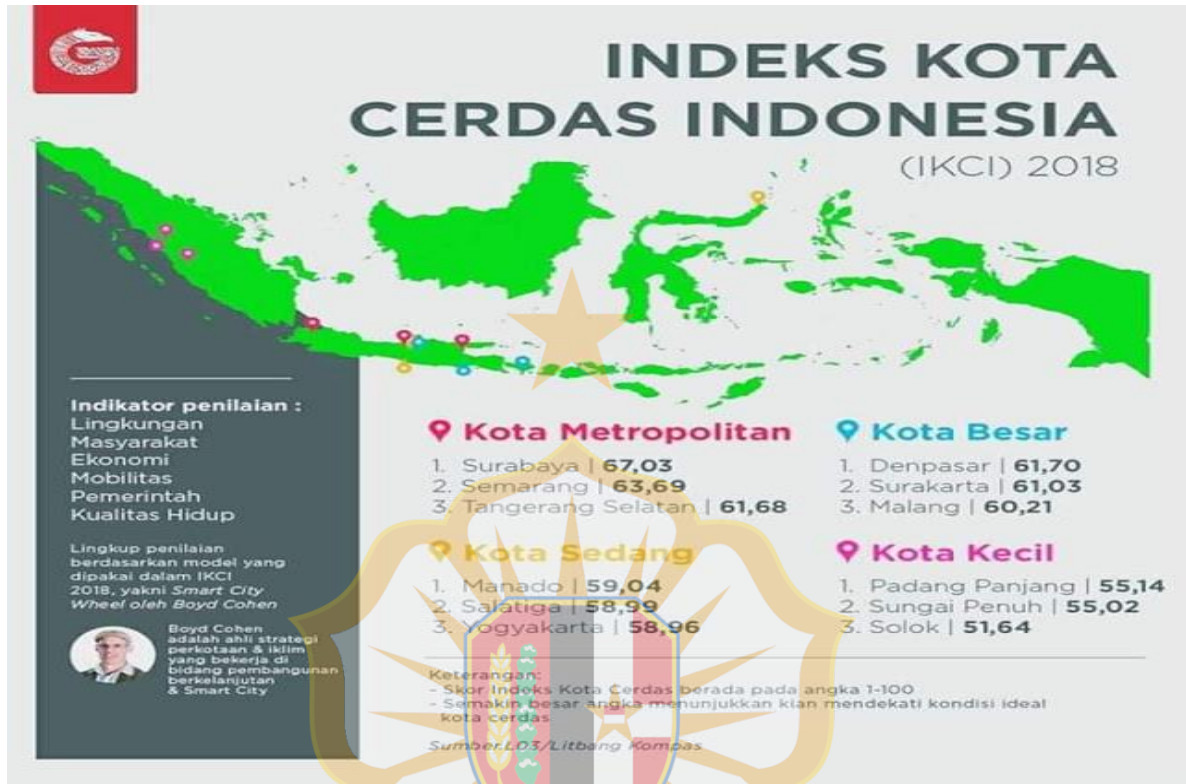 INDEKS KOTA
CERDAS INDONESIA
(IKCI) 2018
Indikator penilaian :
Lingkungan
Masyarakat
Ekonomi
Mobilitas
Pemerintah
Kualitas Hidup
Lingkup penilaian
berdasarkan model yang
dipakai dalam IKCI
2018, yakni Smart City
Wheel oleh Boyd Cohen
Boyd Cohen
adalah ahli strategi
perkotaan & iklim
yang bekerja di
bidang pembangunan
berkelanjutan
& Smart City
Kota Metropolitan
1. Surabaya | 67,03
2. Semarang | 63,69
3. Tangerang Selatan | 61,68
Kota Besar
1. Denpasar | 61,70
2. Surakarta | 61,03
3. Malang | 60,21
Kota Sedang
1. Manado | 59,04
2. Salatiga | 58,99
3. Yogyakarta | 58,96
Kota Kecil
1. Padang Panjang | 55,14
2. Sungai Penuh | 55,02
3. Solok | 51,64
Keterangan:
- Skor Indeks Kota Cerdas berada pada angka 1-100
- Semakin besar angka menunjukkan kian mendekati kondisi ideal
kota cerdas
Sumber.L03/Litbang Kompas